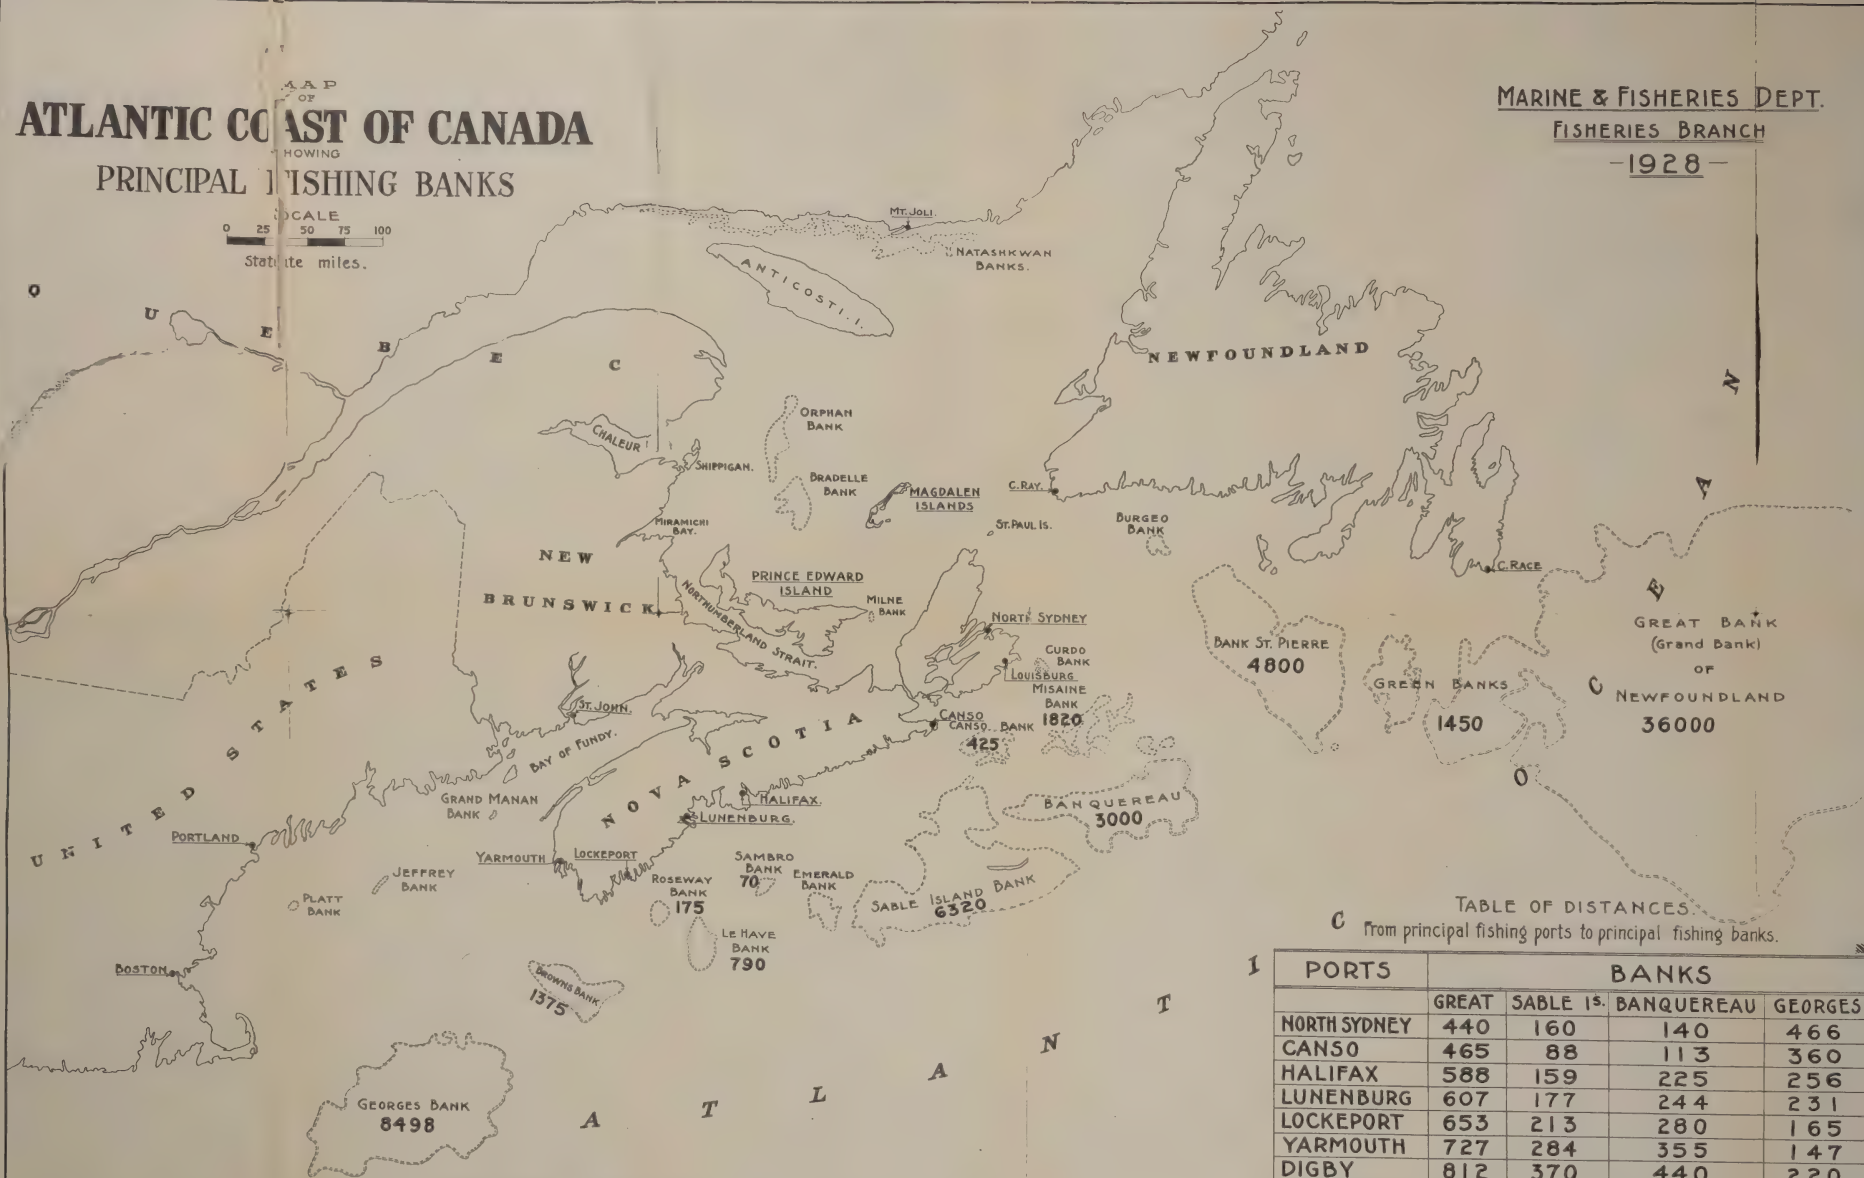 MAP
OF
ATLANTIC COAST OF CANADA
SHOWING
PRINCIPAL FISHING BANKS
SCALE
0 25 50 75 100
Statute miles.
MARINE & FISHERIES DEPT.
FISHERIES BRANCH
-1928-
QUEBEC
MT. JOLI.
NATASHKWAN
BANKS.
ANTICOSTI. I.
NEWFOUNDLAND
ORPHAN
BANK
CHALEUR
SHIPPIGAN.
BRADELLE
BANK
MAGDALEN
ISLANDS
C. RAY.
ST. PAUL IS.
BURGEO
BANK
MIRAMICHI
BAY.
NEW
BRUNSWICK
PRINCE EDWARD
ISLAND
MILNE
BANK
NORTHUMBERLAND STRAIT.
NORTH SYDNEY
CURDO
BANK
LOUISBURG
MISAINE
BANK
1820
C. RACE
BANK ST. PIERRE
4800
GREEN BANKS
1450
GREAT BANK
(Grand Bank)
OF
NEWFOUNDLAND
36000
UNITED STATES
ST. JOHN.
BAY OF FUNDY.
NOVA SCOTIA
CANSO
CANSO BANK
425
GRAND MANAN
BANK
HALIFAX.
LUNENBURG.
BANQUEREAU
3000
PORTLAND
YARMOUTH
LOCKEPORT
JEFFREY
BANK
PLATT
BANK
ROSEWAY
BANK
175
SAMBRO
BANK
70
EMERALD
BANK
SABLE ISLAND BANK
6320
LE HAVE
BANK
790
BOSTON
BROWNS BANK
1375
GEORGES BANK
8498
ATLANTIC OCEAN
TABLE OF DISTANCES.
From principal fishing ports to principal fishing banks.
PORTS BANKS
GREAT SABLE IS. BANQUEREAU GEORGES
NORTH SYDNEY 440 160 140 466
CANSO 465 88 113 360
HALIFAX 588 159 225 256
LUNENBURG 607 177 244 231
LOCKEPORT 653 213 280 165
YARMOUTH 727 284 355 147
DIGBY 812 370 440 220